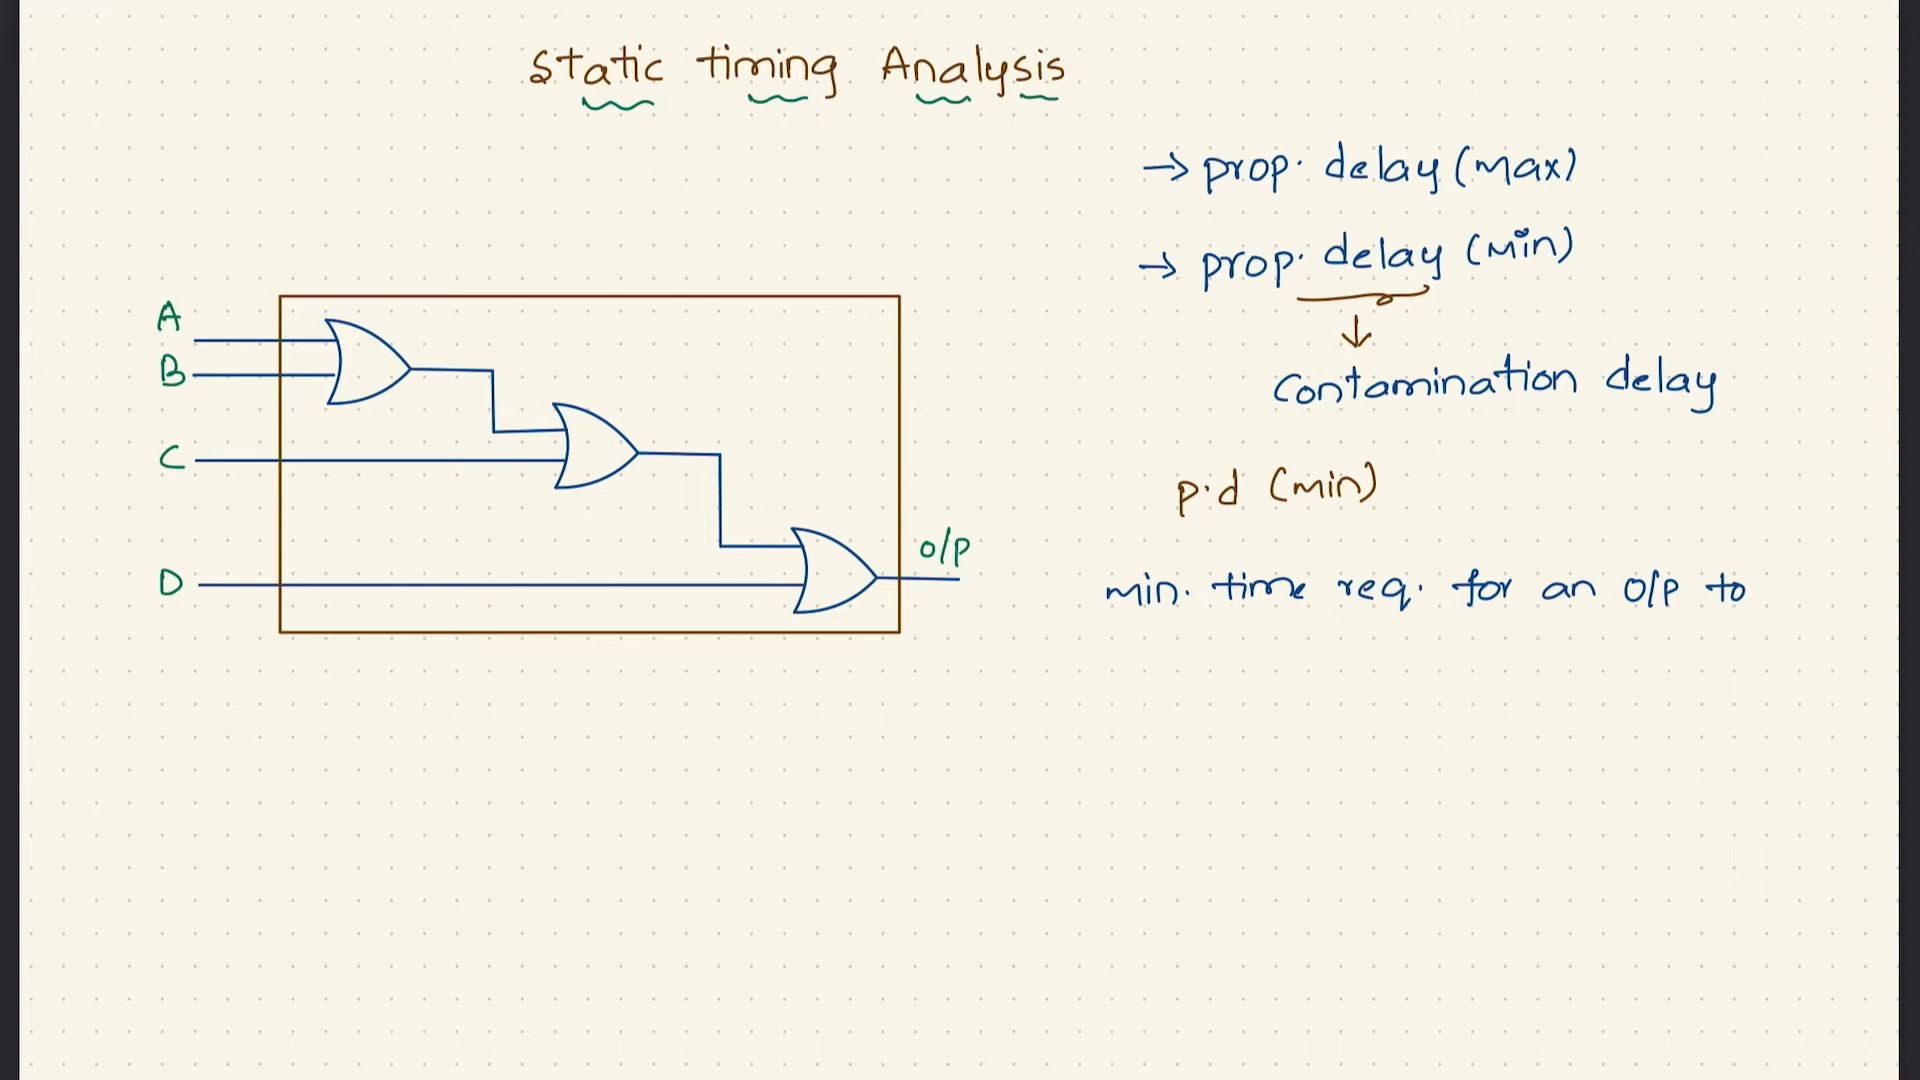 Static timing Analysis
→ prop. delay (max)
→ prop. delay (min)
↓
Contamination delay
p.d (min)
min. time req. for an o/p to
A
B
C
D
o/p